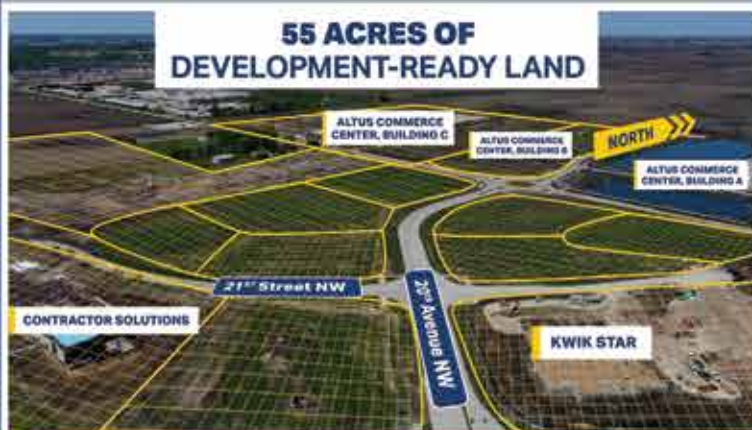 55 ACRES OF
DEVELOPMENT-READY LAND
ALTUS COMMERCE
CENTER, BUILDING C
ALTUS COMMERCE
CENTER, BUILDING B
NORTH
ALTUS COMMERCE
CENTER, BUILDING A
21ST Street NW
20th Avenue NW
CONTRACTOR SOLUTIONS
KWIK STAR